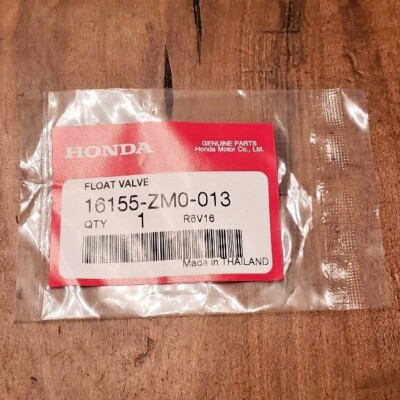 HONDA
GENUINE PARTS
Honda Motor Co., Ltd.
FLOAT VALVE
16155-ZM0-013
QTY 1 R8V16
Made in THAILAND